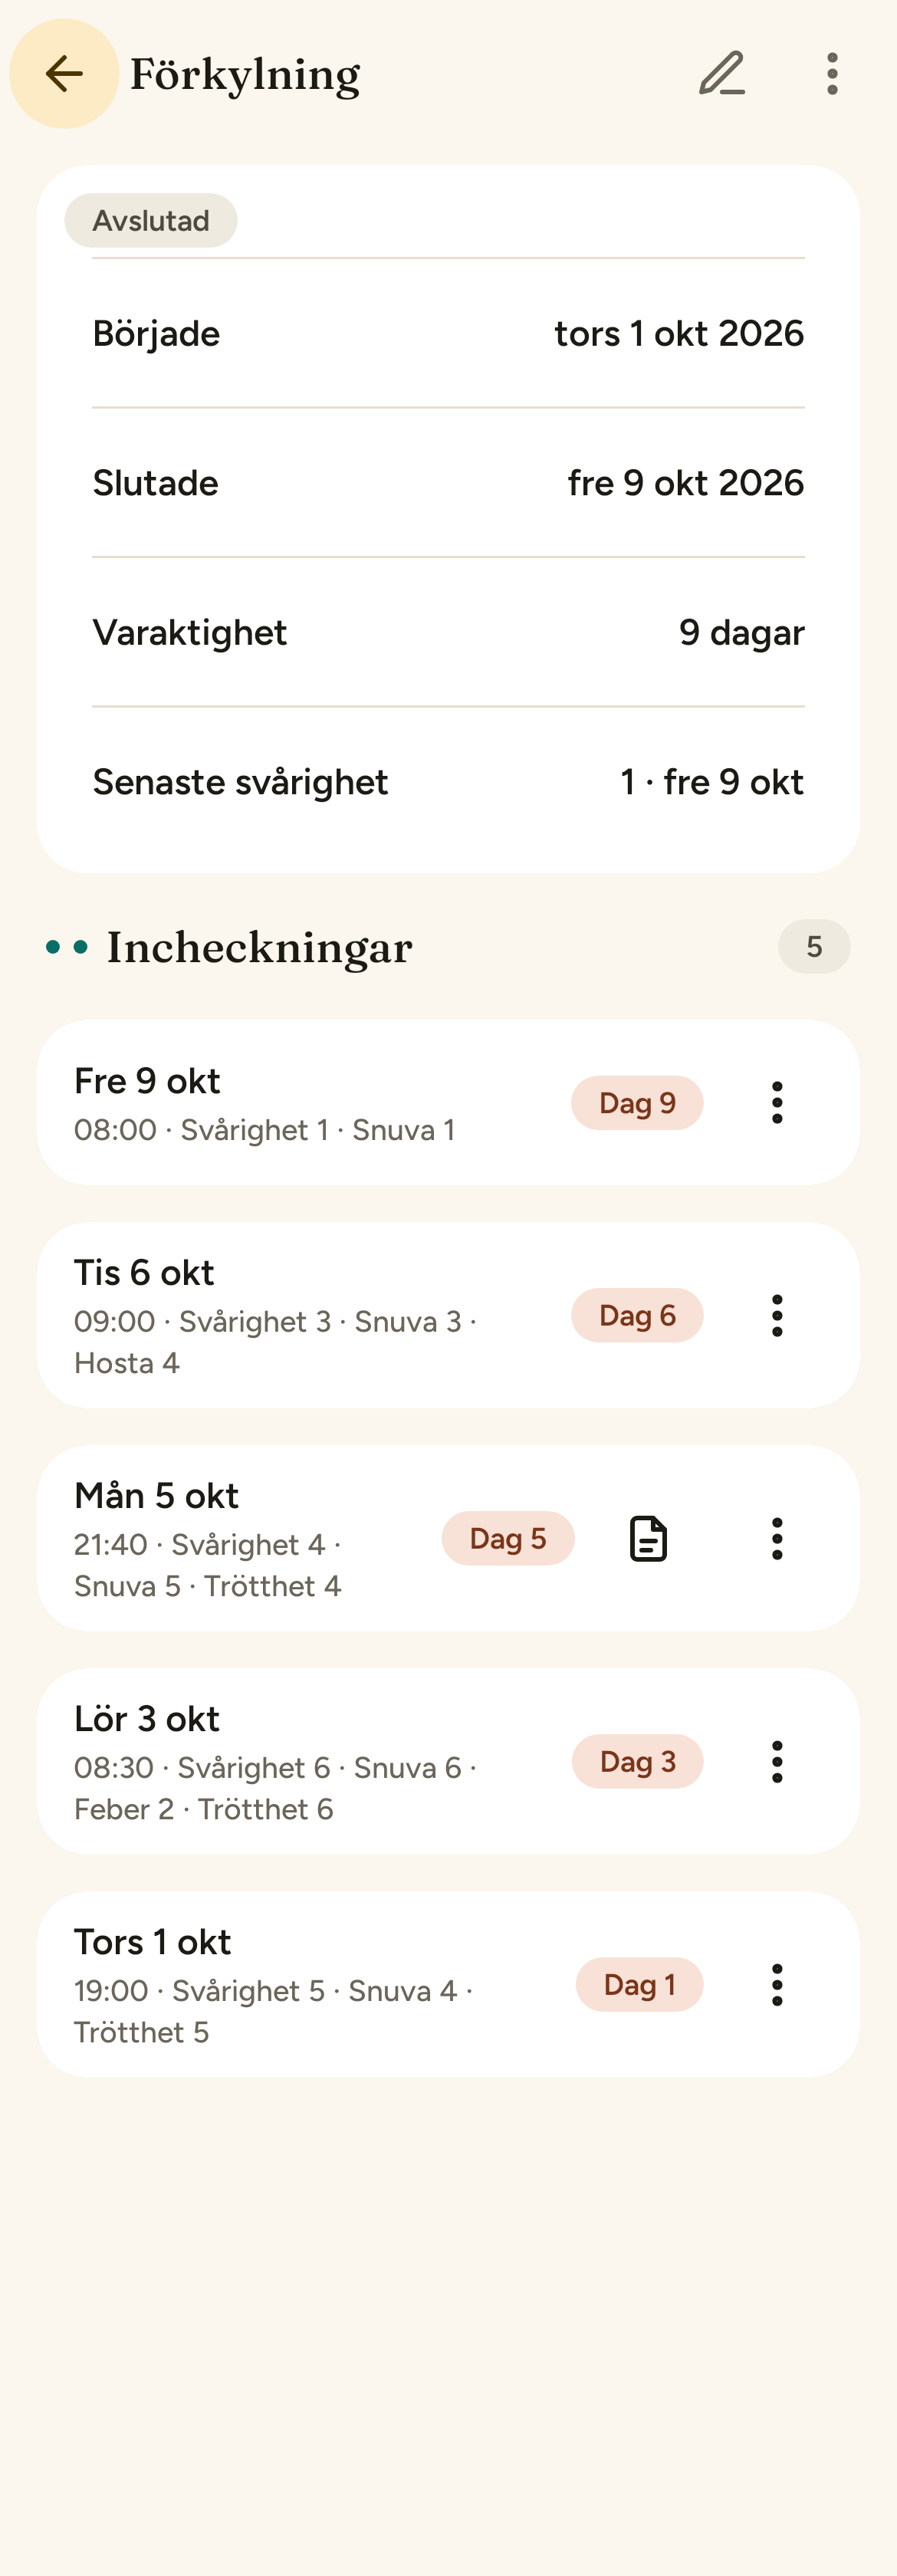 Förkylning
Avslutad
Började tors 1 okt 2026
Slutade fre 9 okt 2026
Varaktighet 9 dagar
Senaste svårighet 1 · fre 9 okt
Incheckningar 5
Fre 9 okt
08:00 · Svårighet 1 · Snuva 1
Dag 9
Tis 6 okt
09:00 · Svårighet 3 · Snuva 3 ·
Hosta 4
Dag 6
Mån 5 okt
21:40 · Svårighet 4 ·
Snuva 5 · Trötthet 4
Dag 5
Lör 3 okt
08:30 · Svårighet 6 · Snuva 6 ·
Feber 2 · Trötthet 6
Dag 3
Tors 1 okt
19:00 · Svårighet 5 · Snuva 4 ·
Trötthet 5
Dag 1